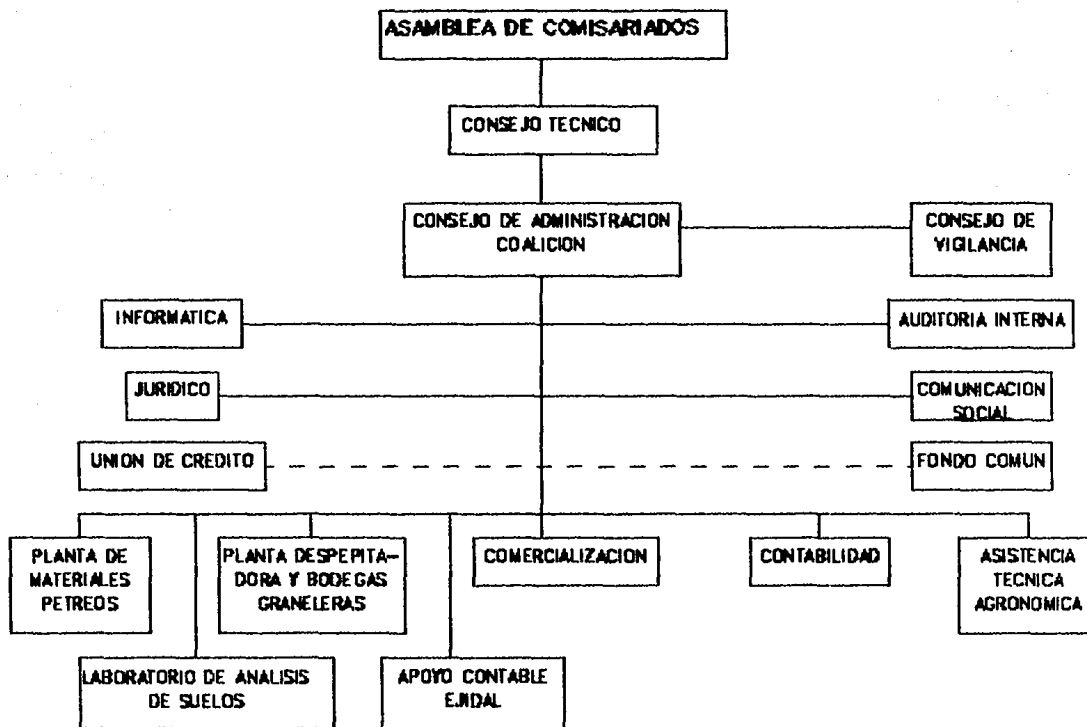 ASAMBLEA DE COMISARIADOS
CONSEJO TECNICO
CONSEJO DE ADMINISTRACION
COALICION
CONSEJO DE
VIGILANCIA
INFORMATICA
AUDITORIA INTERNA
JURIDICO
COMUNICACION
SOCIAL
UNION DE CREDITO
FONDO COMUN
PLANTA DE
MATERIALES
PETREOS
PLANTA DESPEPITA-
DORA Y BODEGAS
GRANELERAS
COMERCIALIZACION
CONTABILIDAD
ASISTENCIA
TECNICA
AGRONOMICA
LABORATORIO DE ANALISIS
DE SUELOS
APOYO CONTABLE
EJIDAL